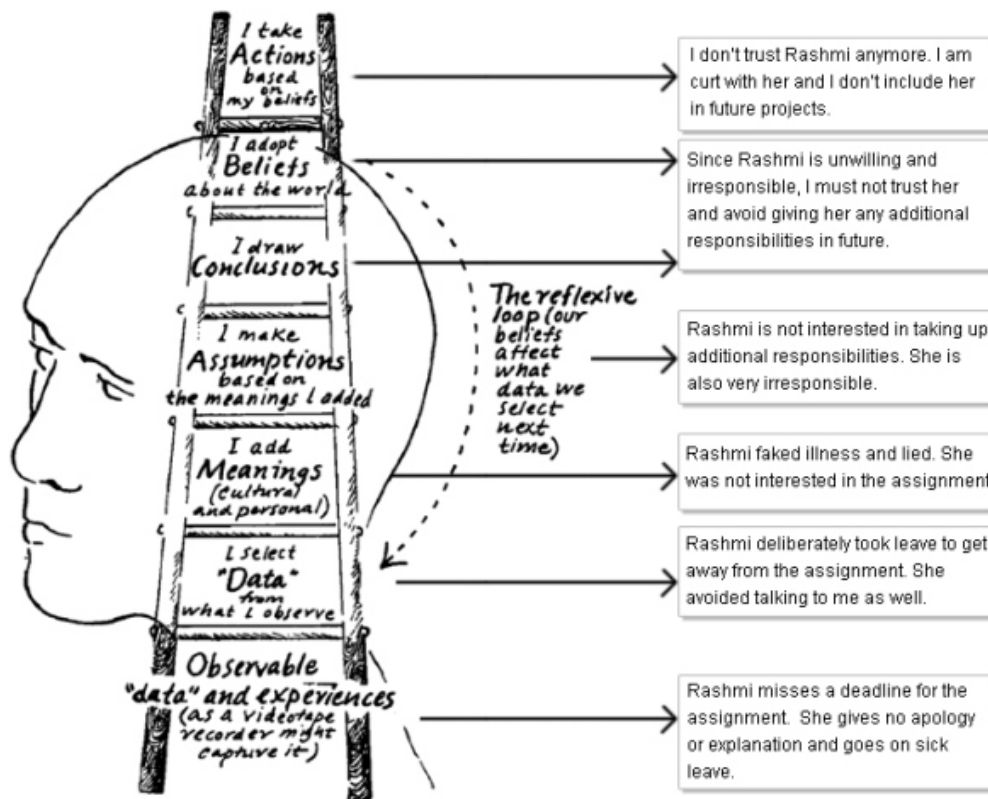 I take
Actions
based
on
my beliefs
I adopt
Beliefs
about the world
I draw
Conclusions
I make
Assumptions
based on
the meanings I added
I add
Meanings
(cultural
and personal)
I select
"Data"
from
what I observe
Observable
"data" and experiences
(as a videotape
recorder might
capture it)
The reflexive
loop (our
beliefs
affect
what
data we
select
next
time)
I don't trust Rashmi anymore. I am
curt with her and I don't include her
in future projects.
Since Rashmi is unwilling and
irresponsible, I must not trust her
and avoid giving her any additional
responsibilities in future.
Rashmi is not interested in taking up
additional responsibilities. She is
also very irresponsible.
Rashmi faked illness and lied. She
was not interested in the assignment
Rashmi deliberately took leave to get
away from the assignment. She
avoided talking to me as well.
Rashmi misses a deadline for the
assignment. She gives no apology
or explanation and goes on sick
leave.